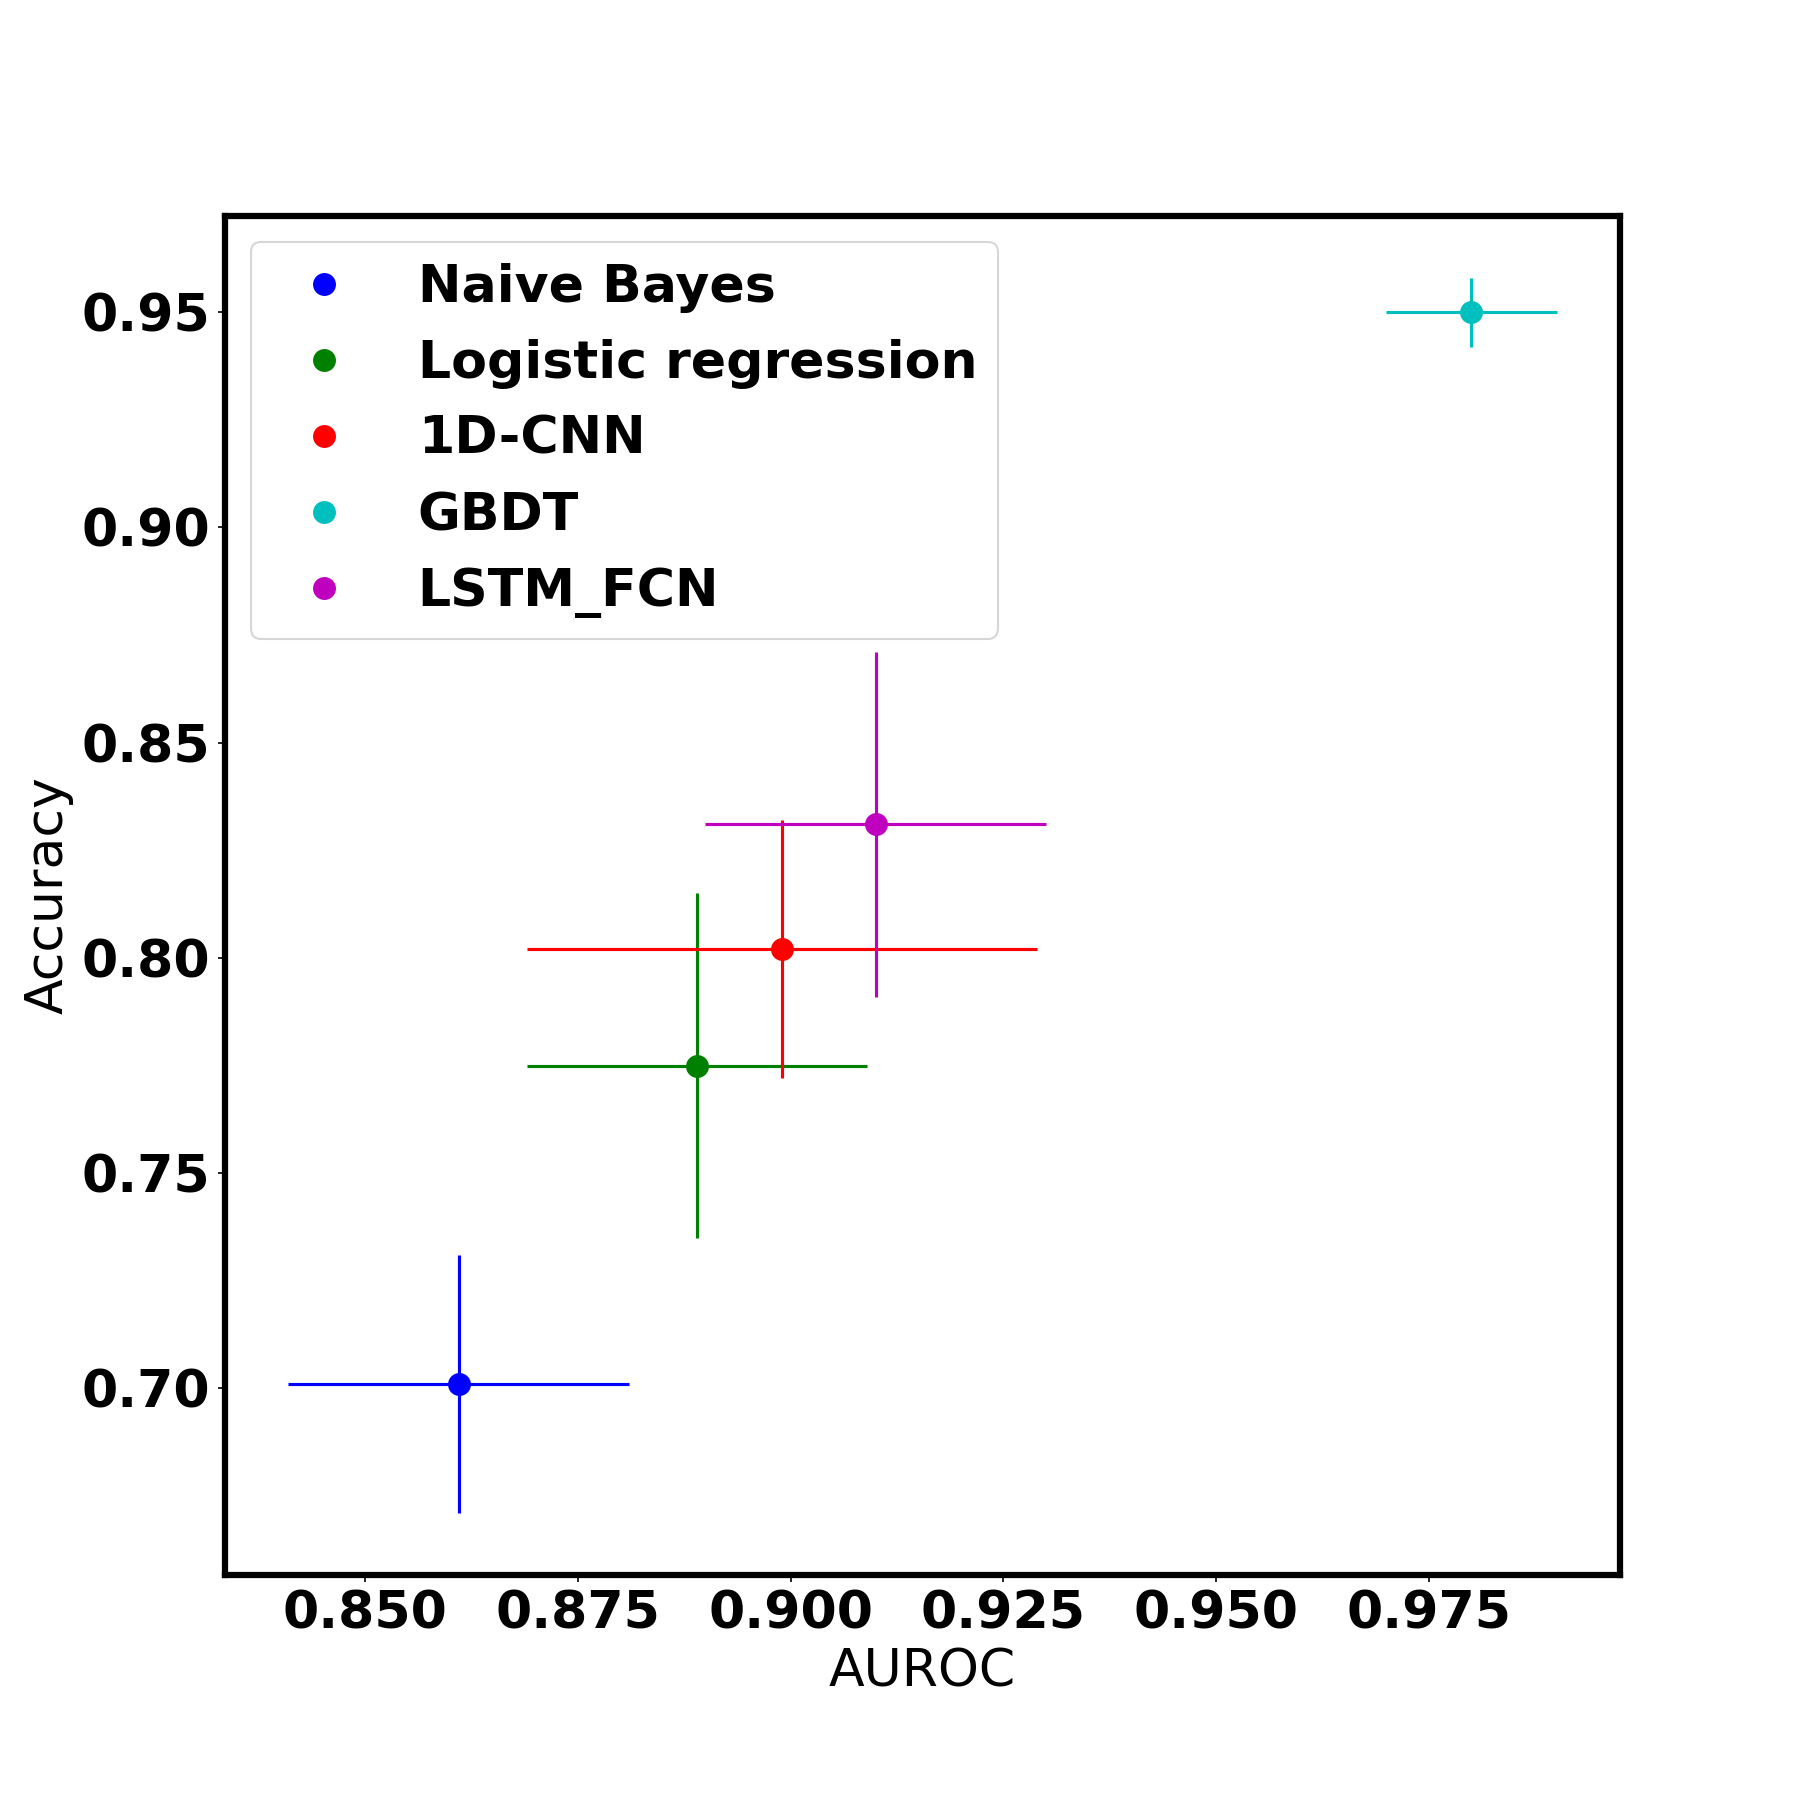 Naive Bayes
Logistic regression
1D-CNN
GBDT
LSTM_FCN
0.95
0.90
0.85
0.80
0.75
0.70
Accuracy
0.850 0.875 0.900 0.925 0.950 0.975
AUROC